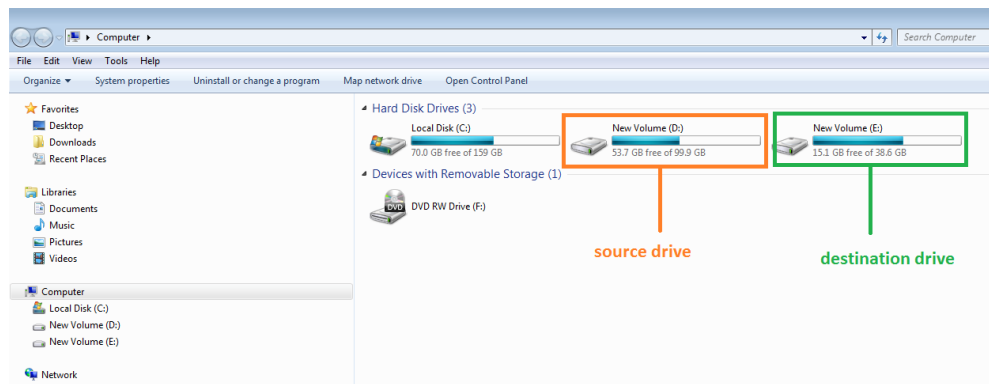 Computer
Search Computer
File Edit View Tools Help
Organize System properties Uninstall or change a program Map network drive Open Control Panel
Favorites
Desktop
Downloads
Recent Places
Libraries
Documents
Music
Pictures
Videos
Computer
Local Disk (C:)
New Volume (D:)
New Volume (E:)
Network
Hard Disk Drives (3)
Local Disk (C:)
70.0 GB free of 159 GB
New Volume (D:)
53.7 GB free of 99.9 GB
New Volume (E:)
15.1 GB free of 38.6 GB
Devices with Removable Storage (1)
DVD
DVD RW Drive (F:)
source drive
destination drive